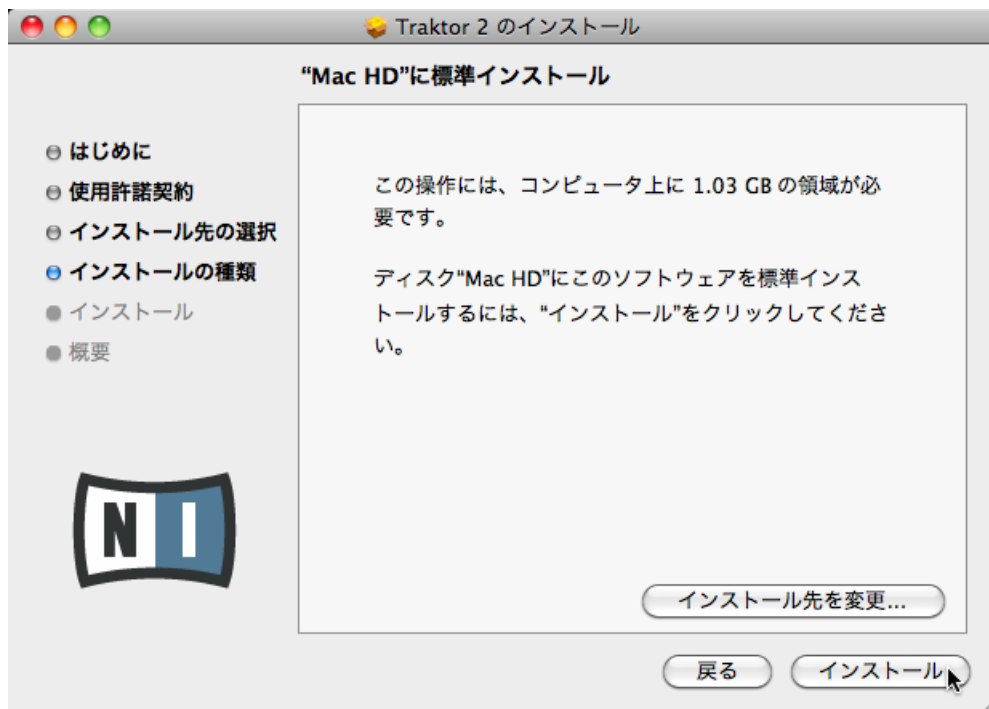 Traktor 2 のインストール
“Mac HD”に標準インストール
はじめに
使用許諾契約
インストール先の選択
インストールの種類
インストール
概要
この操作には、コンピュータ上に 1.03 GB の領域が必
要です。
ディスク“Mac HD”にこのソフトウェアを標準インス
トールするには、“インストール”をクリックしてくださ
い。
NI
インストール先を変更...
戻る
インストール